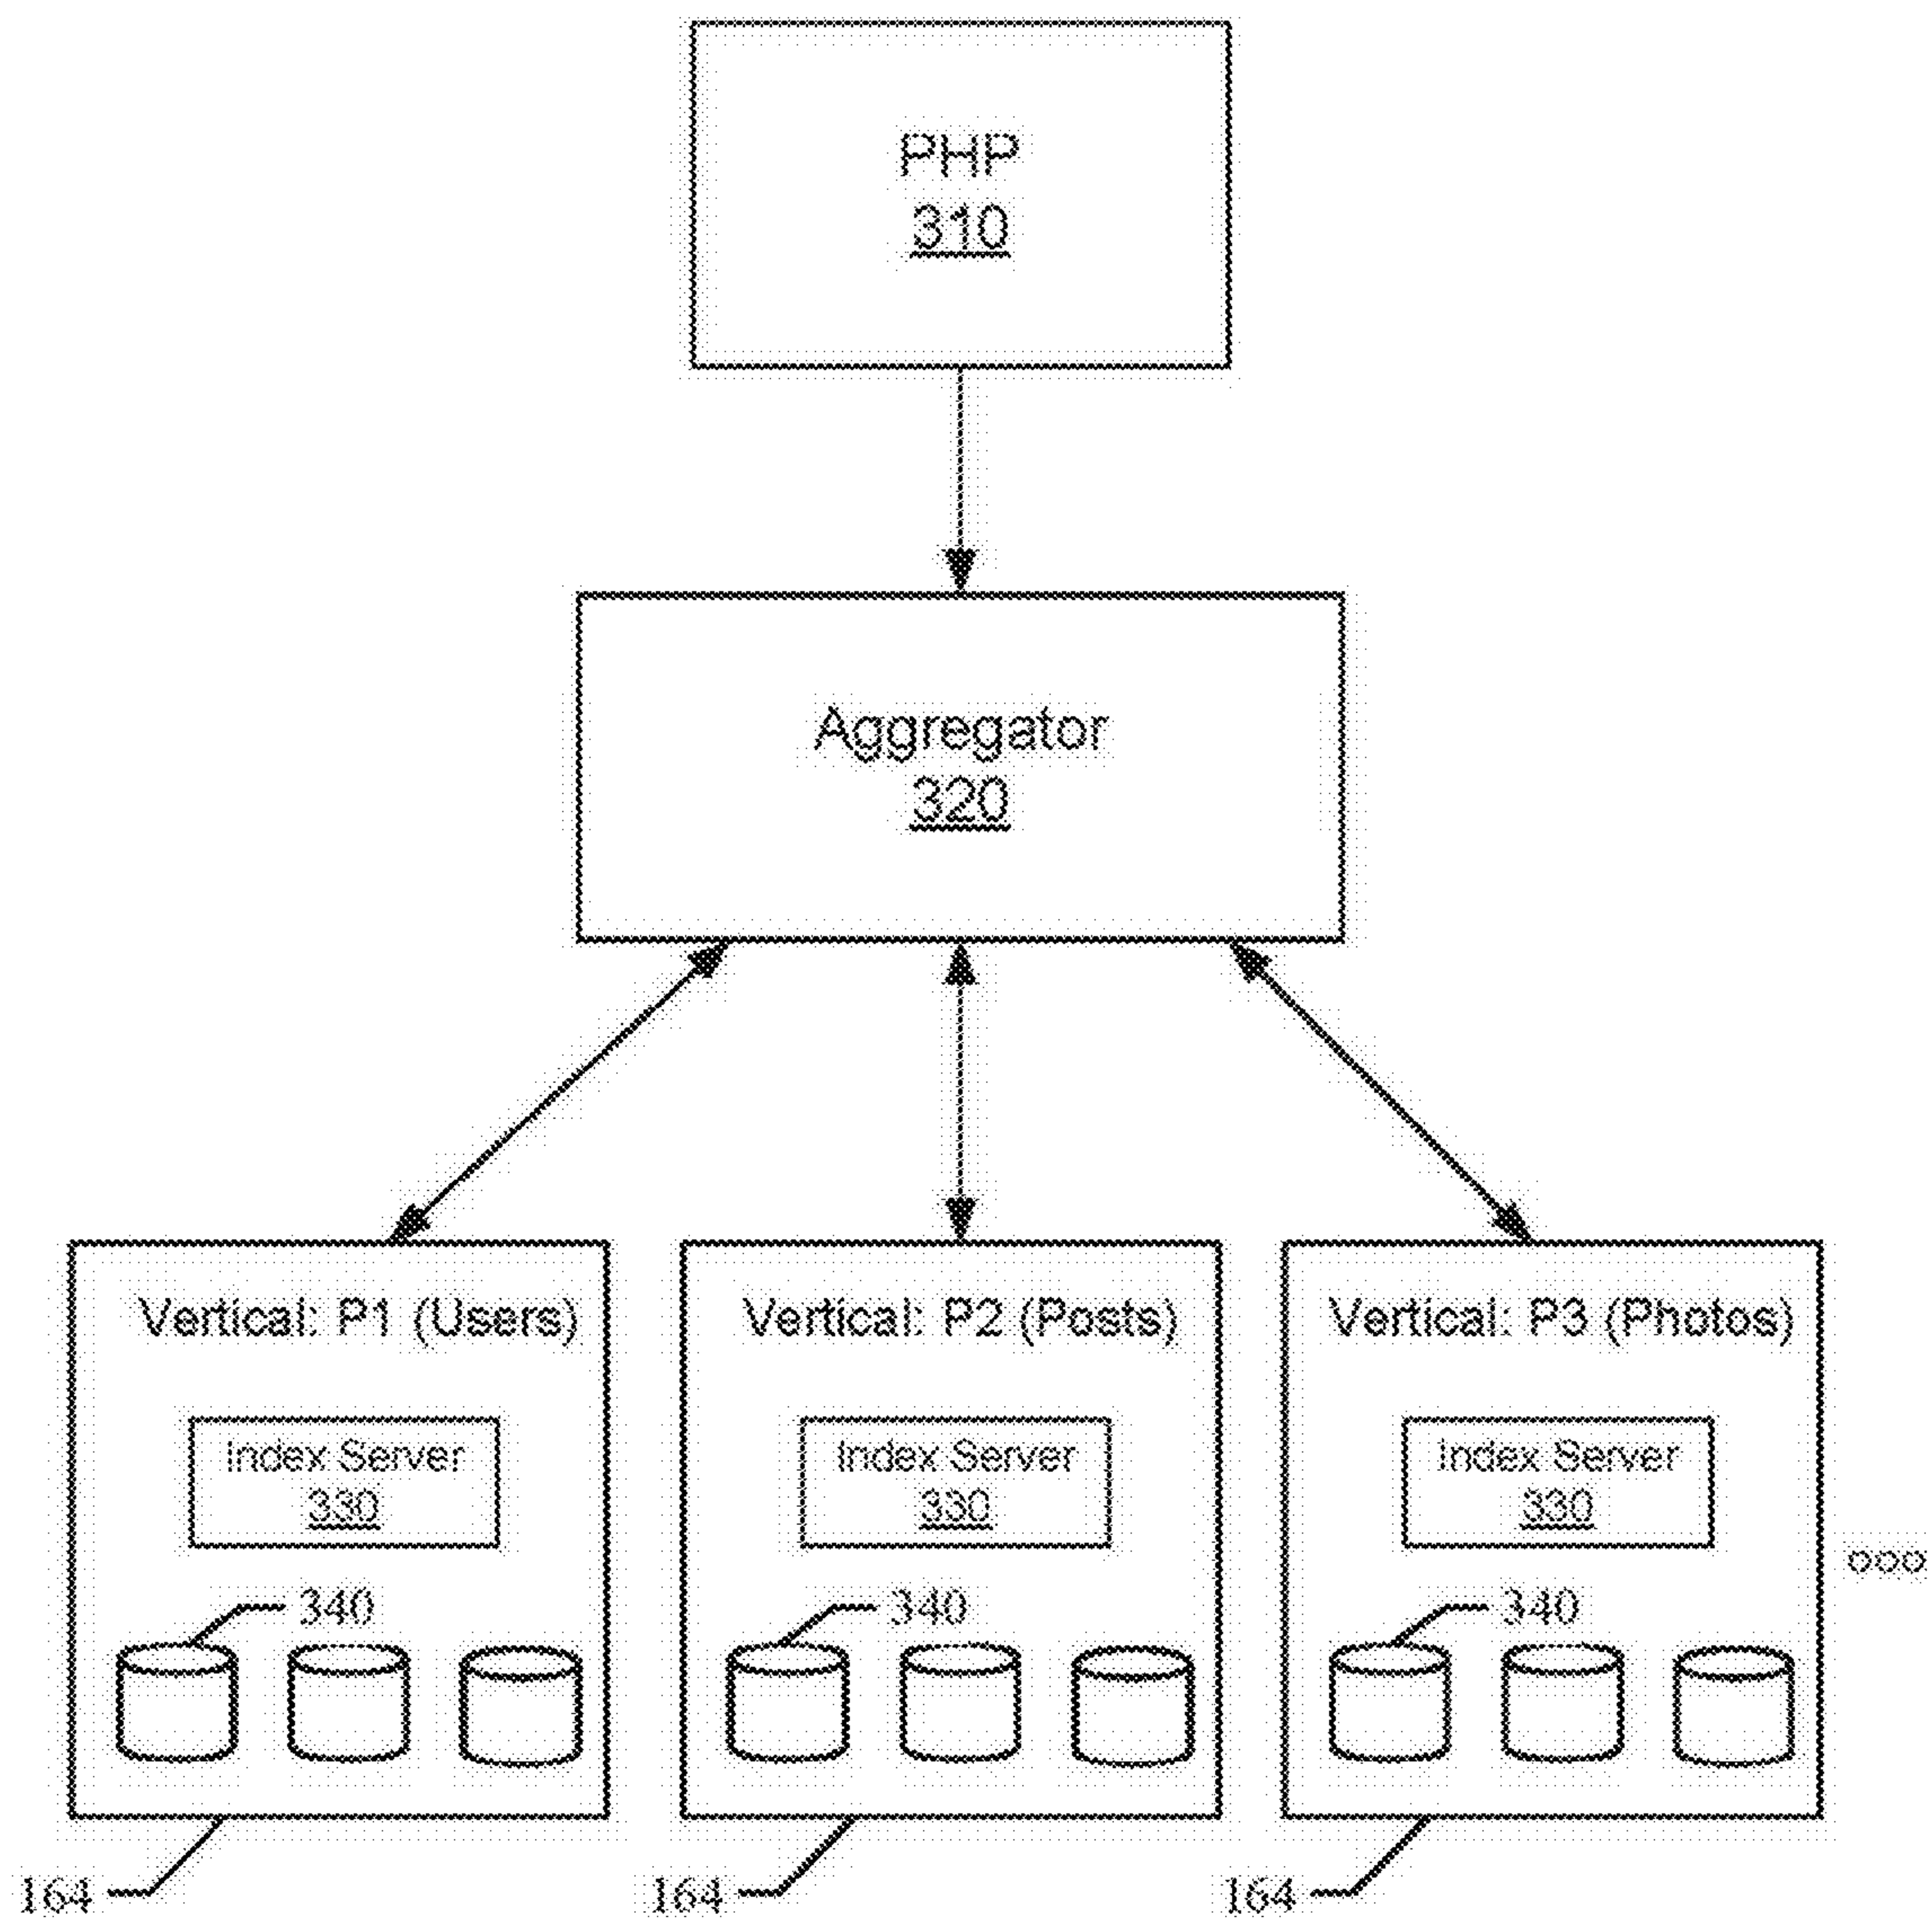 PHP
310
Aggregator
320
Vertical: P1 (Users)
Index Server
330
340
164
Vertical: P2 (Posts)
Index Server
330
340
164
Vertical: P3 (Photos)
Index Server
330
340
164
ooo